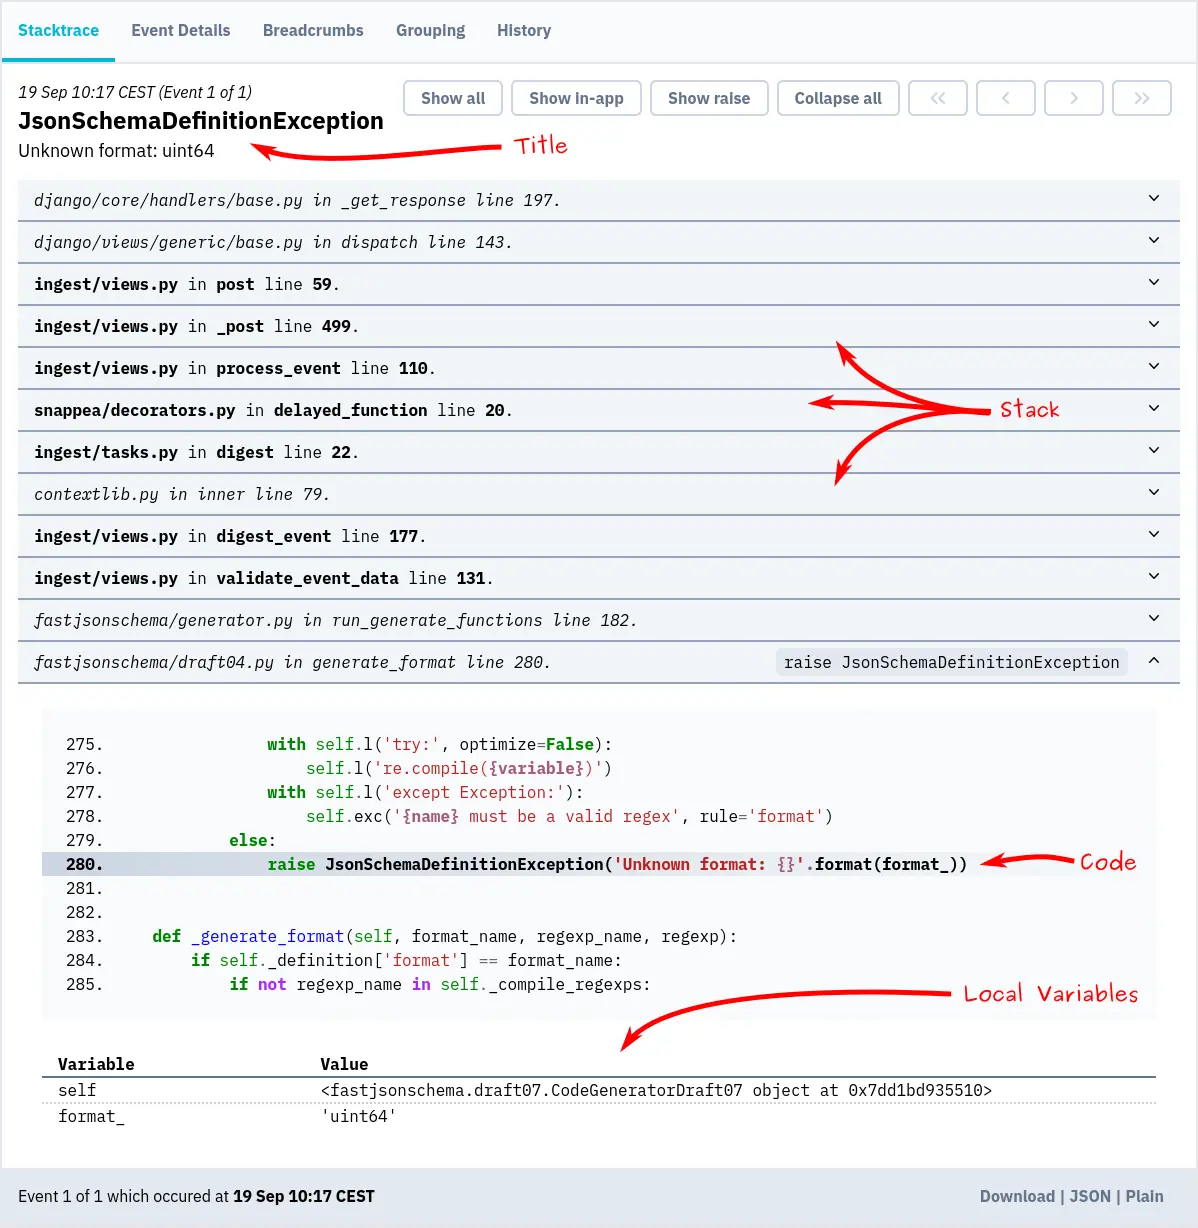 Stacktrace Event Details Breadcrumbs Grouping History
19 Sep 10:17 CEST (Event 1 of 1)
Show all Show in-app Show raise Collapse all
JsonSchemaDefinitionException
Unknown format: uint64
Title
django/core/handlers/base.py in _get_response line 197.
django/views/generic/base.py in dispatch line 143.
ingest/views.py in post line 59.
ingest/views.py in _post line 499.
ingest/views.py in process_event line 110.
snappea/decorators.py in delayed_function line 20.
Stack
ingest/tasks.py in digest line 22.
contextlib.py in inner line 79.
ingest/views.py in digest_event line 177.
ingest/views.py in validate_event_data line 131.
fastjsonschema/generator.py in run_generate_functions line 182.
fastjsonschema/draft04.py in generate_format line 280. raise JsonSchemaDefinitionException
275. with self.l('try:', optimize=False):
276. self.l('re.compile({variable})')
277. with self.l('except Exception:'):
278. self.exc('{name} must be a valid regex', rule='format')
279. else:
280. raise JsonSchemaDefinitionException('Unknown format: {}'.format(format_))
Code
281.
282.
283. def _generate_format(self, format_name, regexp_name, regexp):
284. if self._definition['format'] == format_name:
285. if not regexp_name in self._compile_regexps:
Local Variables
Variable Value
self <fastjsonschema.draft07.CodeGeneratorDraft07 object at 0x7dd1bd935510>
format_ 'uint64'
Event 1 of 1 which occured at 19 Sep 10:17 CEST
Download | JSON | Plain